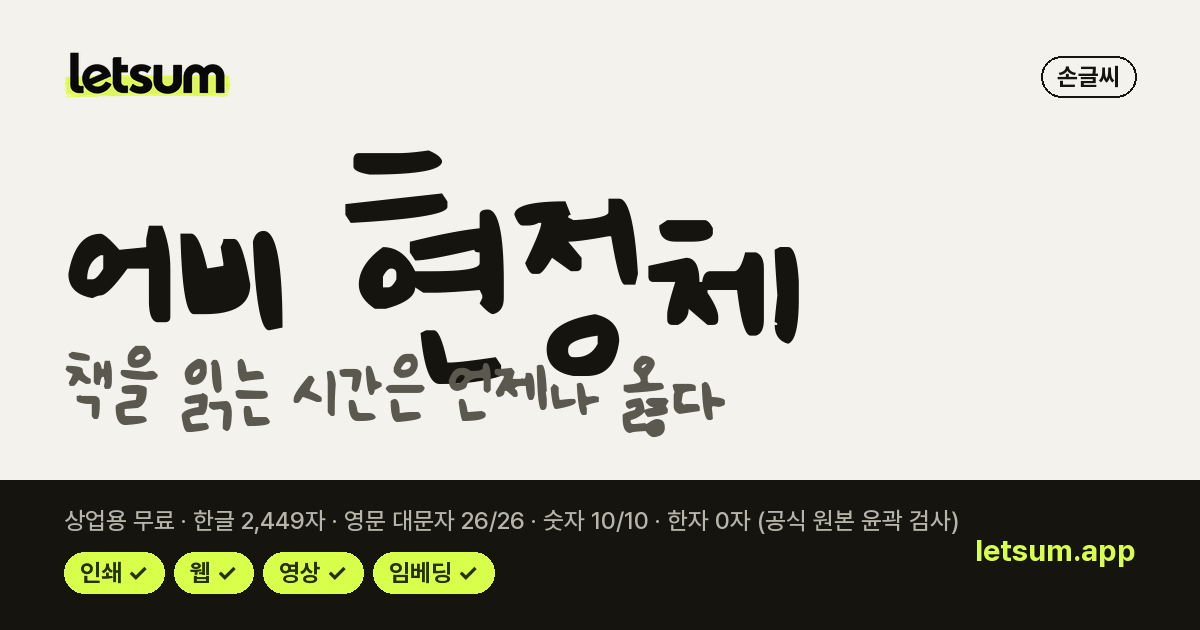 letsum
손글씨
어비 현정체
책을 읽는 시간은 언제나 옳다
상업용 무료 · 한글 2,449자 · 영문 대문자 26/26 · 숫자 10/10 · 한자 0자 (공식 원본 윤곽 검사)
인쇄 ✓ 웹 ✓ 영상 ✓ 임베딩 ✓
letsum.app